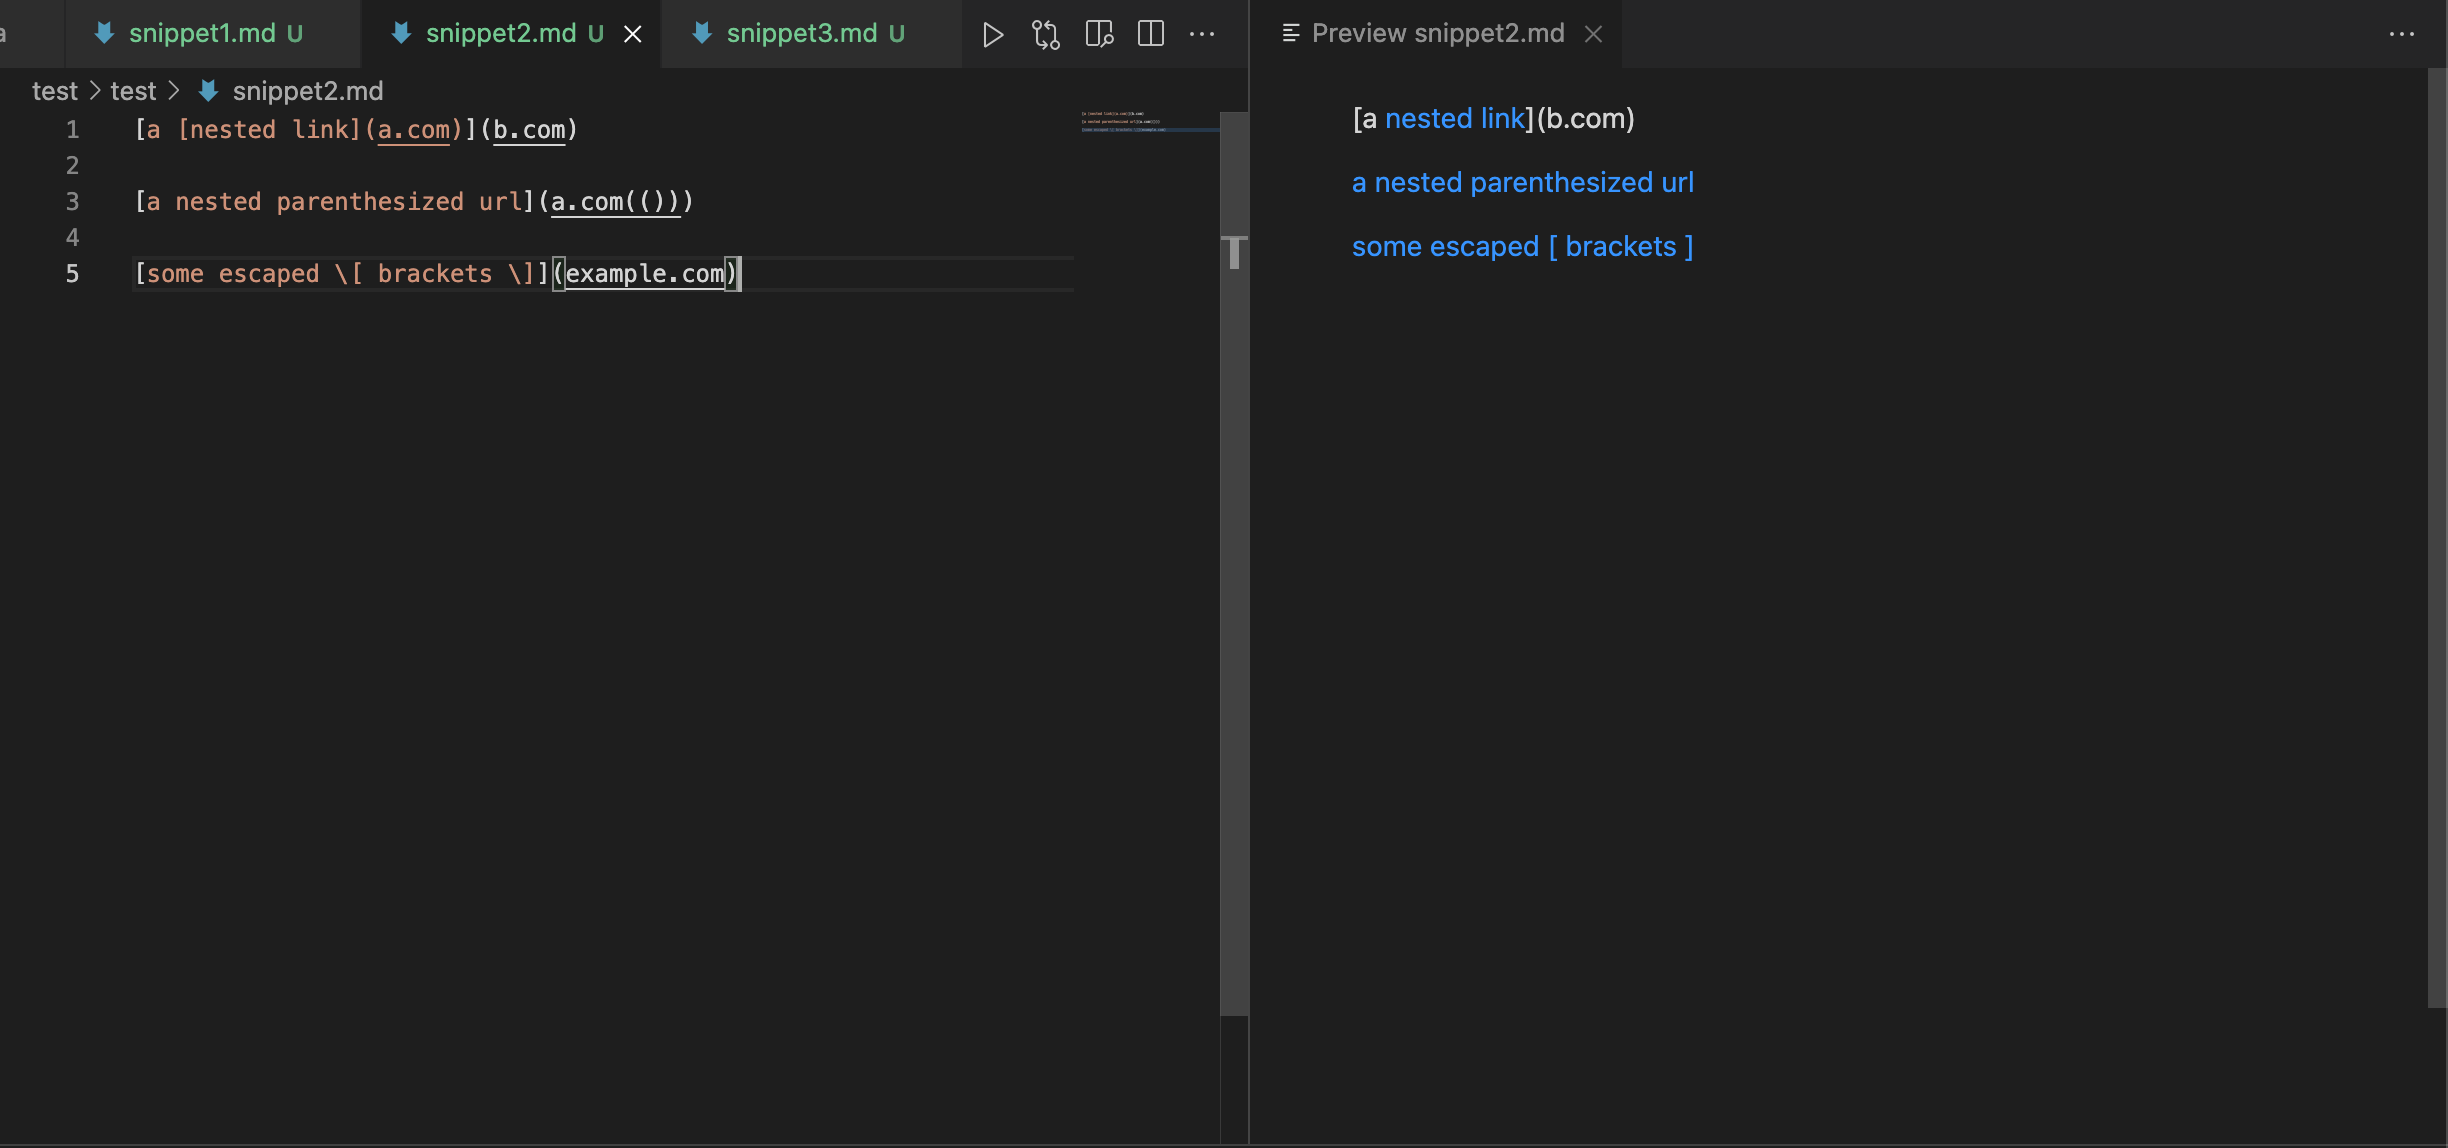 a snippet1.md U snippet2.md U snippet3.md U Preview snippet2.md
test > test > snippet2.md
1 [a [nested link](a.com)](b.com)
2
3 [a nested parenthesized url](a.com(()))
4
5 [some escaped \[ brackets \]](example.com)
[a nested link](b.com)
a nested parenthesized url
some escaped [ brackets ]